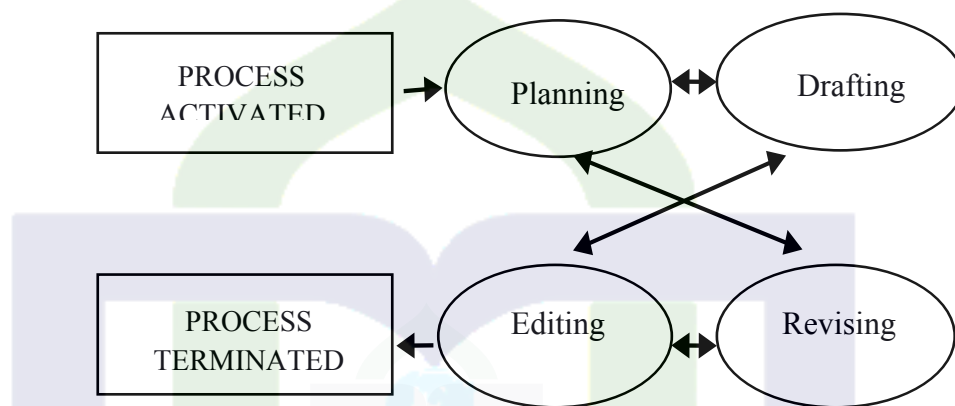 PROCESS
ACTIVATED
Planning
Drafting
PROCESS
TERMINATED
Editing
Revising